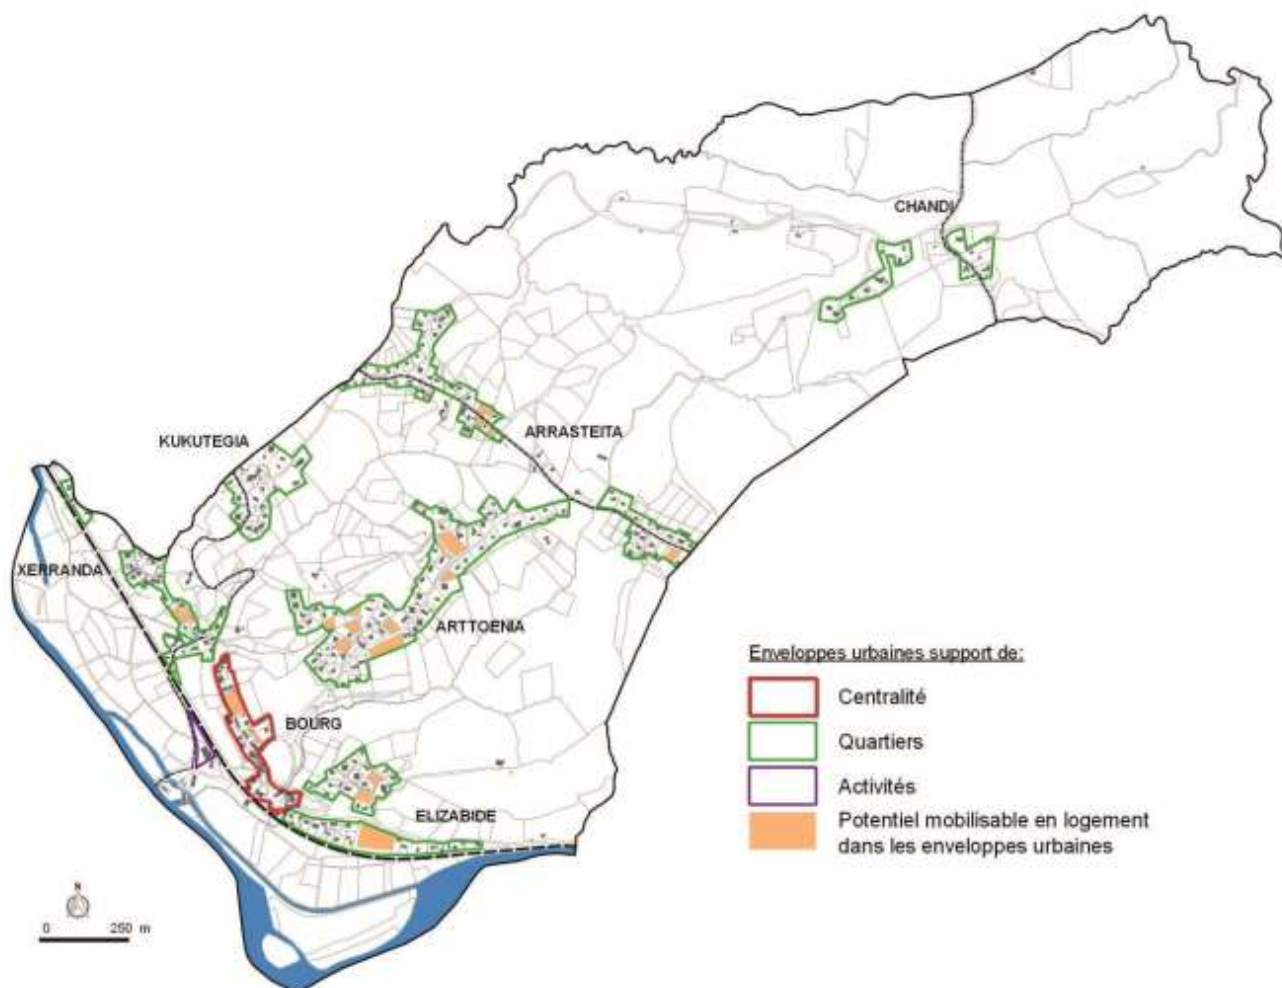 CHANDI
ARRASTEITA
KUKUTEGIA
XERRANDA
ARTTOENIA
BOURG
ELIZABIDE
Enveloppes urbaines support de:
Centralité
Quartiers
Activités
Potentiel mobilisable en logement
dans les enveloppes urbaines
N
0 250 m